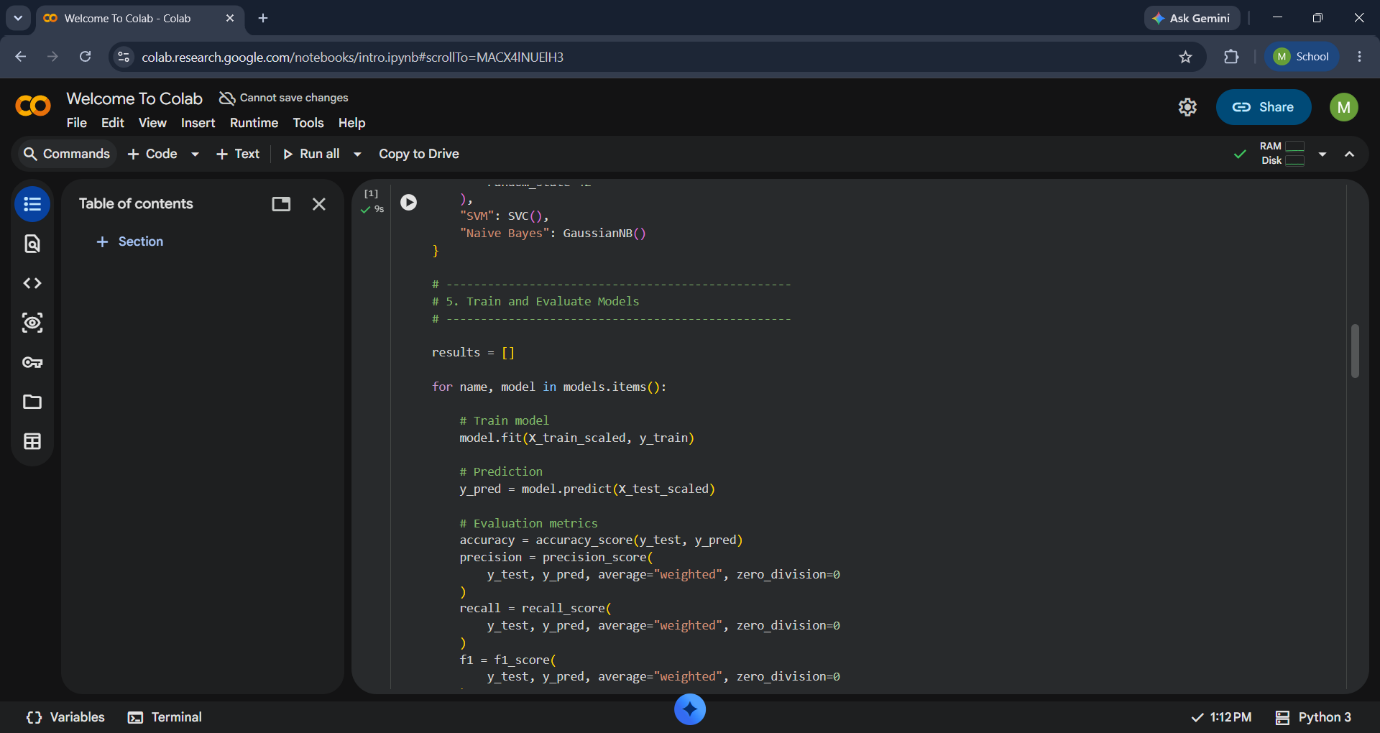 Welcome To Colab - Colab
Ask Gemini
colab.research.google.com/notebooks/intro.ipynb#scrollTo=MACX4lNUElH3
M School
Welcome To Colab
Cannot save changes
Share
M
File Edit View Insert Runtime Tools Help
Commands + Code + Text Run all Copy to Drive
RAM
Disk
Table of contents
+ Section
[1]
9s
),
"SVM": SVC(),
"Naive Bayes": GaussianNB()
}
# --------------------------------------------------
# 5. Train and Evaluate Models
# --------------------------------------------------
results = []
for name, model in models.items():
# Train model
model.fit(X_train_scaled, y_train)
# Prediction
y_pred = model.predict(X_test_scaled)
# Evaluation metrics
accuracy = accuracy_score(y_test, y_pred)
precision = precision_score(
y_test, y_pred, average="weighted", zero_division=0
)
recall = recall_score(
y_test, y_pred, average="weighted", zero_division=0
)
f1 = f1_score(
y_test, y_pred, average="weighted", zero_division=0
{} Variables Terminal
1:12 PM Python 3